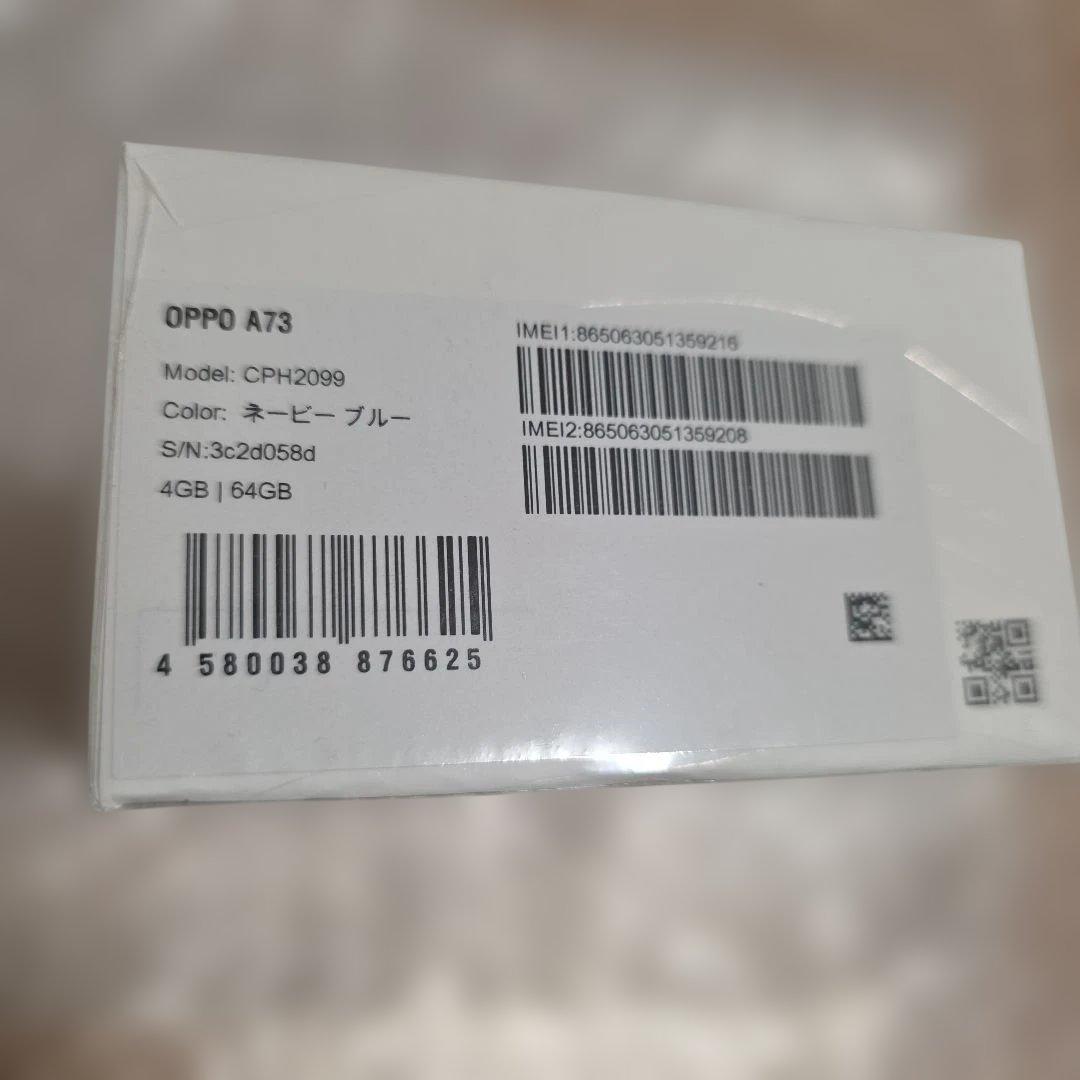 OPPO A73
Model: CPH2099
Color: ネービー ブルー
S/N:3c2d058d
4GB | 64GB
4 580038 876625
IMEI1:865063051359216
IMEI2:865063051359208